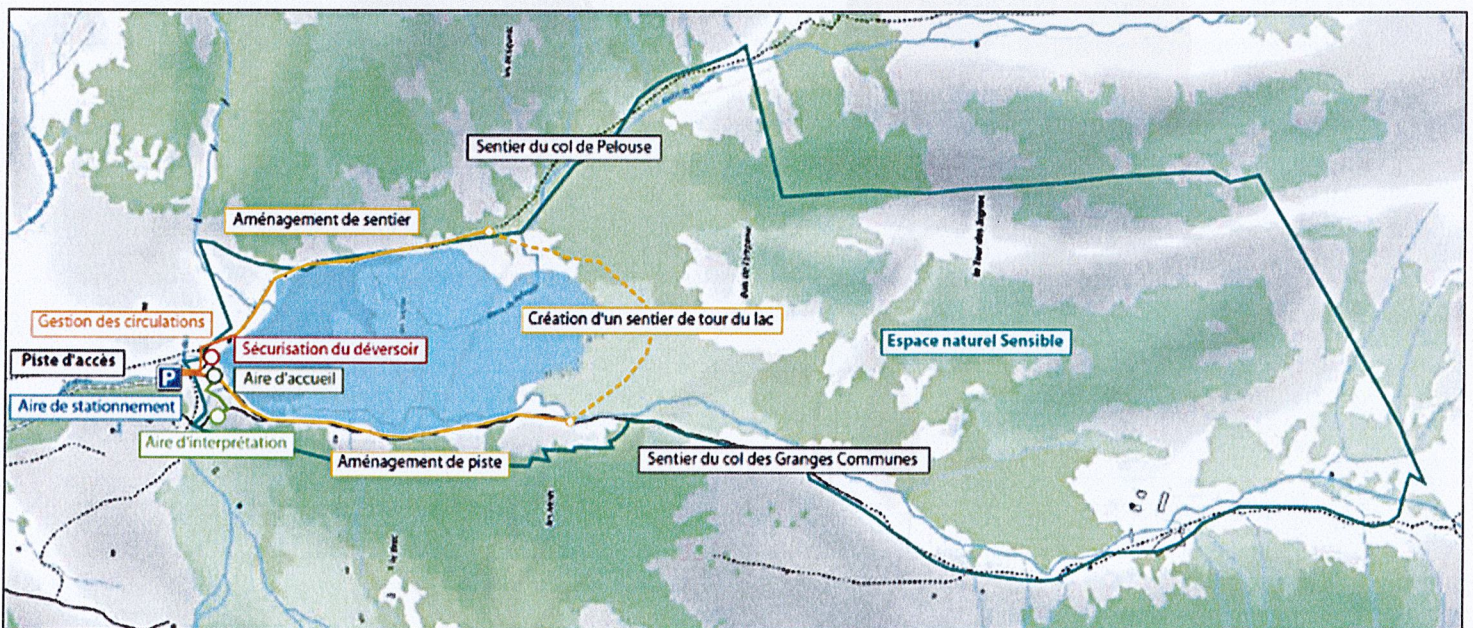 Sentier du col de Pelouse
Aménagement de sentier
Gestion des circulations
Création d'un sentier de tour du lac
Sécurisation du déversoir
Espace naturel Sensible
Piste d'accès
P
Aire d'accueil
Aire de stationnement
Aire d'interprétation
Aménagement de piste
Sentier du col des Granges Communes